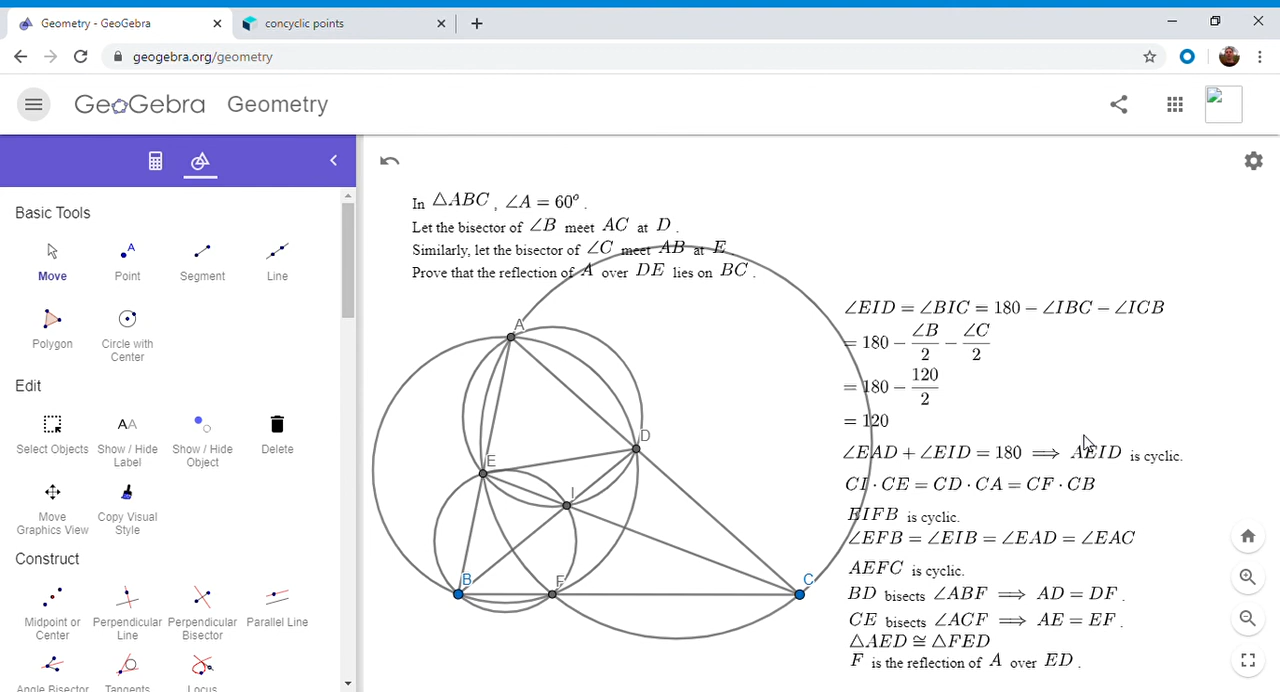 Geometry - GeoGebra
concyclic points
geogebra.org/geometry
GeoGebra Geometry
Basic Tools
Move
Point
Segment
Line
Polygon
Circle with Center
Edit
Select Objects
Show / Hide Label
Show / Hide Object
Delete
Move Graphics View
Copy Visual Style
Construct
Midpoint or Center
Perpendicular Line
Perpendicular Bisector
Parallel Line
Angle Bisector
Tangents
Locus
In △ABC , ∠A = 60° .
Let the bisector of ∠B meet AC at D .
Similarly, let the bisector of ∠C meet AB at E
Prove that the reflection of A over DE lies on BC .
A
D
E
I
B
F
C
∠EID = ∠BIC = 180 − ∠IBC − ∠ICB
= 180 − ∠B/2 − ∠C/2
= 180 − 120/2
= 120
∠EAD + ∠EID = 180 ⟹ AEID is cyclic.
CI · CE = CD · CA = CF · CB
EIFB is cyclic.
∠EFB = ∠EIB = ∠EAD = ∠EAC
AEFC is cyclic.
BD bisects ∠ABF ⟹ AD = DF .
CE bisects ∠ACF ⟹ AE = EF .
△AED ≅ △FED
F is the reflection of A over ED .